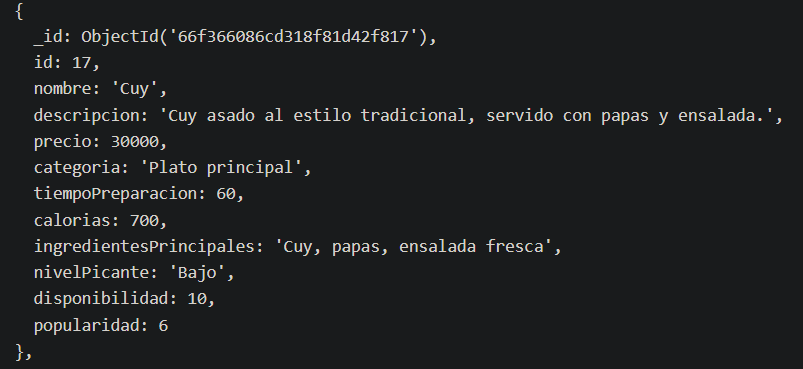 {
_id: ObjectId('66f366086cd318f81d42f817'),
id: 17,
nombre: 'Cuy',
descripcion: 'Cuy asado al estilo tradicional, servido con papas y ensalada.',
precio: 30000,
categoria: 'Plato principal',
tiempoPreparacion: 60,
calorias: 700,
ingredientesPrincipales: 'Cuy, papas, ensalada fresca',
nivelPicante: 'Bajo',
disponibilidad: 10,
popularidad: 6
},